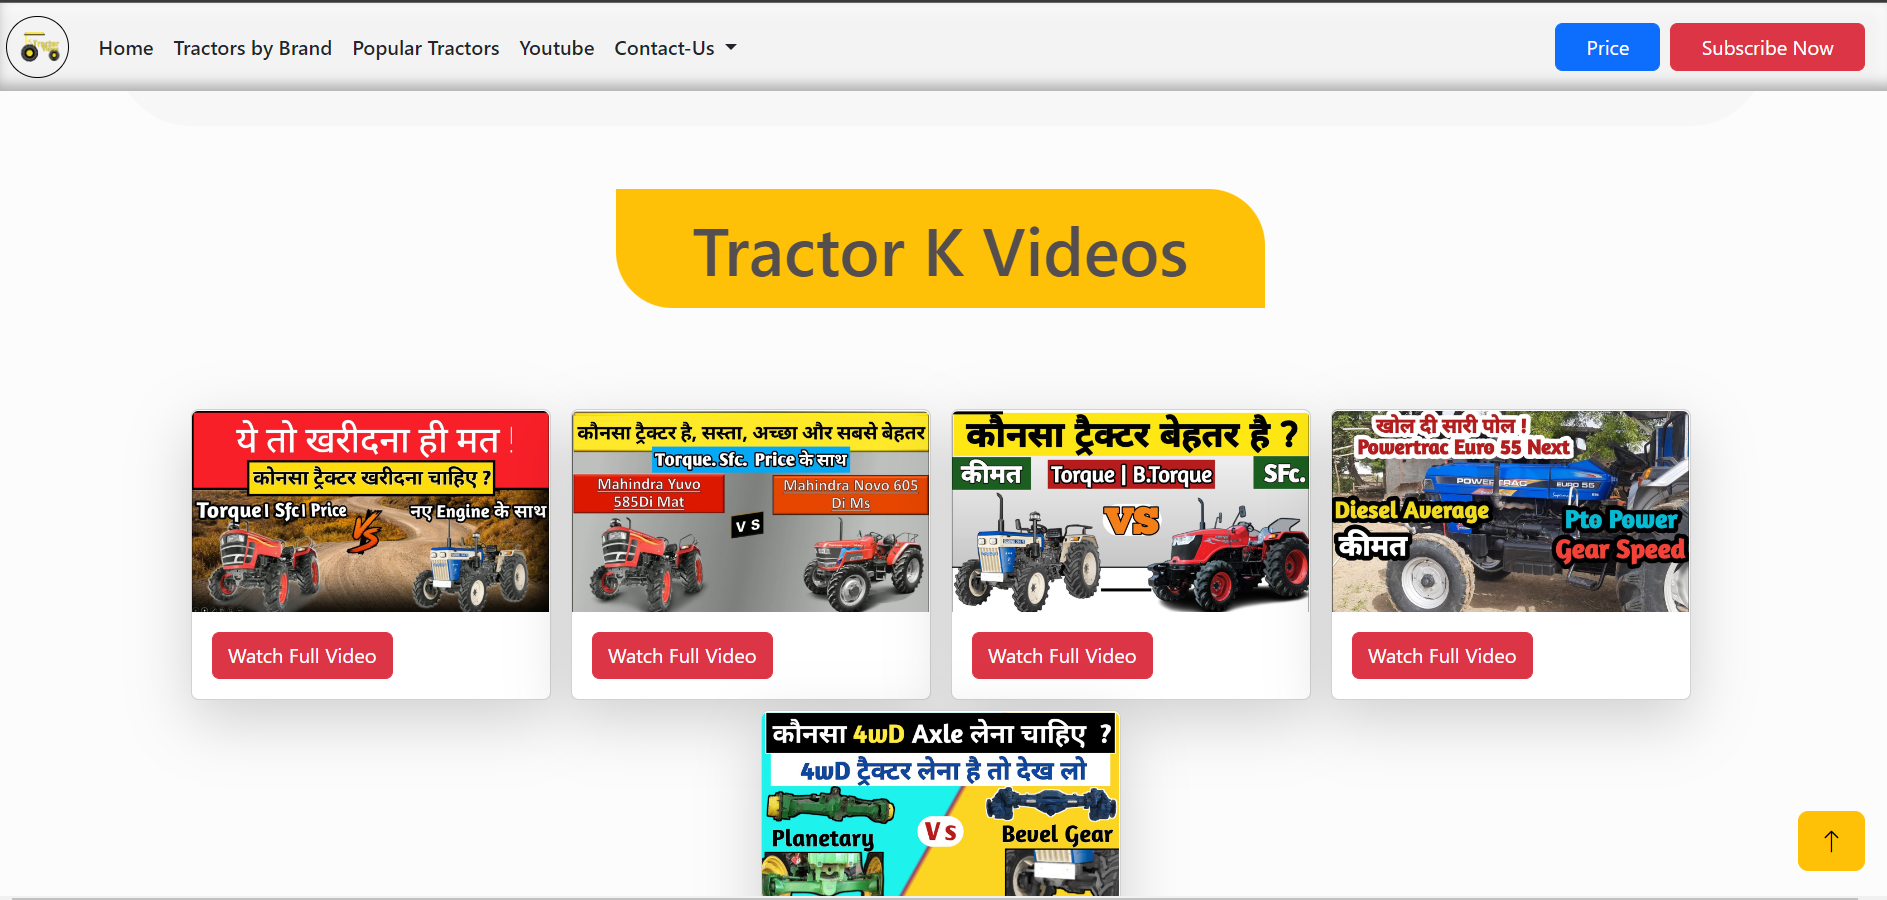 Home Tractors by Brand Popular Tractors Youtube Contact-Us Price Subscribe Now
Tractor K Videos
ये तो खरीदना ही मत !
कोनसा ट्रैक्टर खरीदना चाहिए ?
Torque। Sfc। Price
VS
नए Engine के साथ
Watch Full Video
कौनसा ट्रैक्टर है, सस्ता, अच्छा और सबसे बेहतर
Torque. Sfc. Price के साथ
Mahindra Yuvo
585Di Mat
V S
Mahindra Novo 605
Di Ms
Watch Full Video
कौनसा ट्रैक्टर बेहतर है ?
कीमत Torque | B.Torque SFc.
VS
Watch Full Video
खोल दी सारी पोल !
Powertrac Euro 55 Next
POWERTRAC EURO 55
Diesel Average
कीमत
Pto Power
Gear Speed
Watch Full Video
कौनसा 4wD Axle लेना चाहिए ?
4wD ट्रैक्टर लेना है तो देख लो
Planetary Vs Bevel Gear